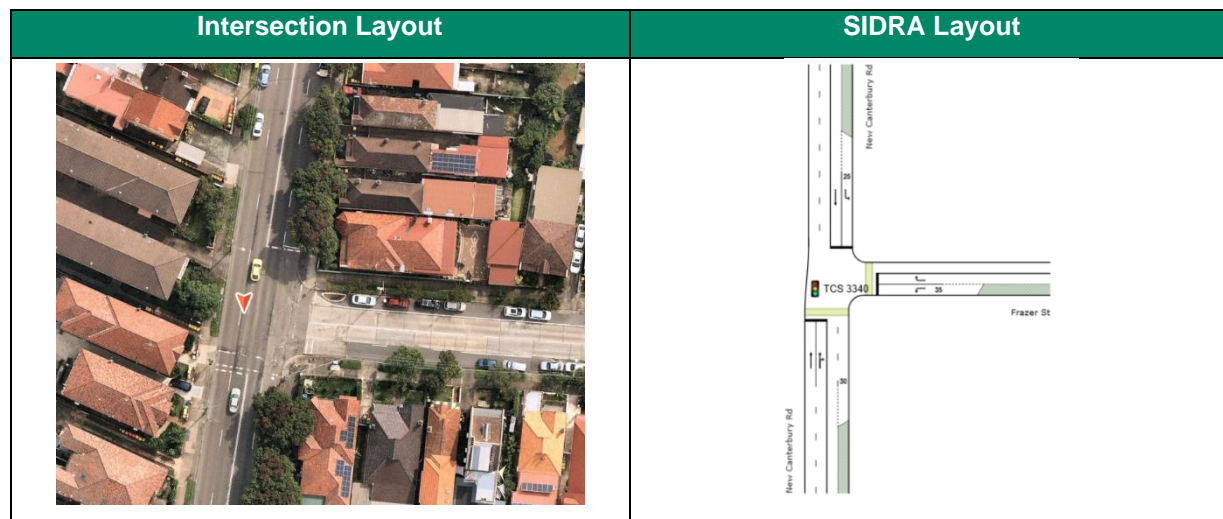 Intersection Layout
SIDRA Layout
New Canterbury Rd
25
TCS 3340
35
Frazer St
30
New Canterbury Rd